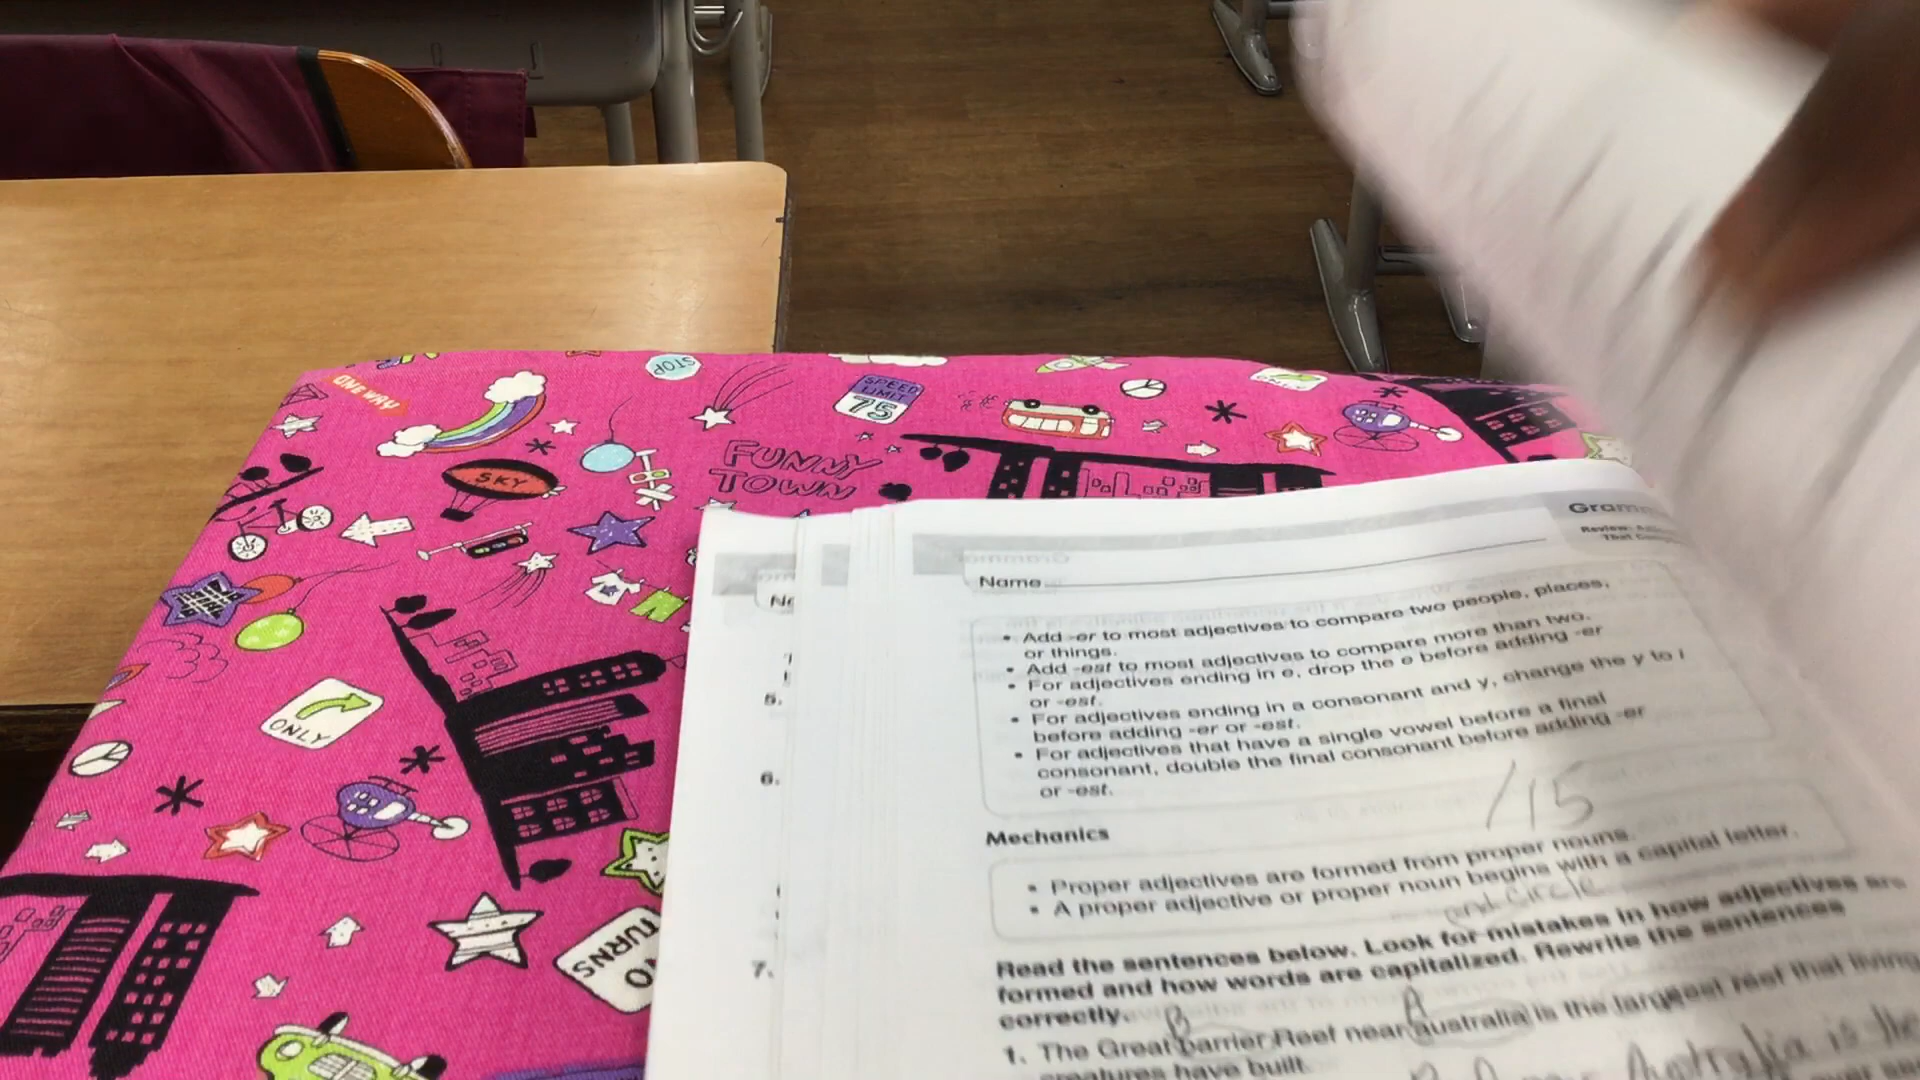 ONE WAY
STOP
SPEED
LIMIT
75
ONLY
FUNNY
TOWN
SKY
ONLY
NO
TURNS
5.
6.
7.
Name
• Add -er to most adjectives to compare two people, places,
or things.
• Add -est to most adjectives to compare more than two.
• For adjectives ending in e, drop the e before adding -er
or -est.
• For adjectives ending in a consonant and y, change the y to i
before adding -er or -est.
• For adjectives that have a single vowel before a final
consonant, double the final consonant before adding -er
or -est.
/15
Mechanics
• Proper adjectives are formed from proper nouns.
• A proper adjective or proper noun begins with a capital letter.
and circle
Read the sentences below. Look for mistakes in how adjectives are
formed and how words are capitalized. Rewrite the sentences
correctly.
B A
1. The Great barrier Reef near australia is the largest reef that living
creatures have built.
Australia is the